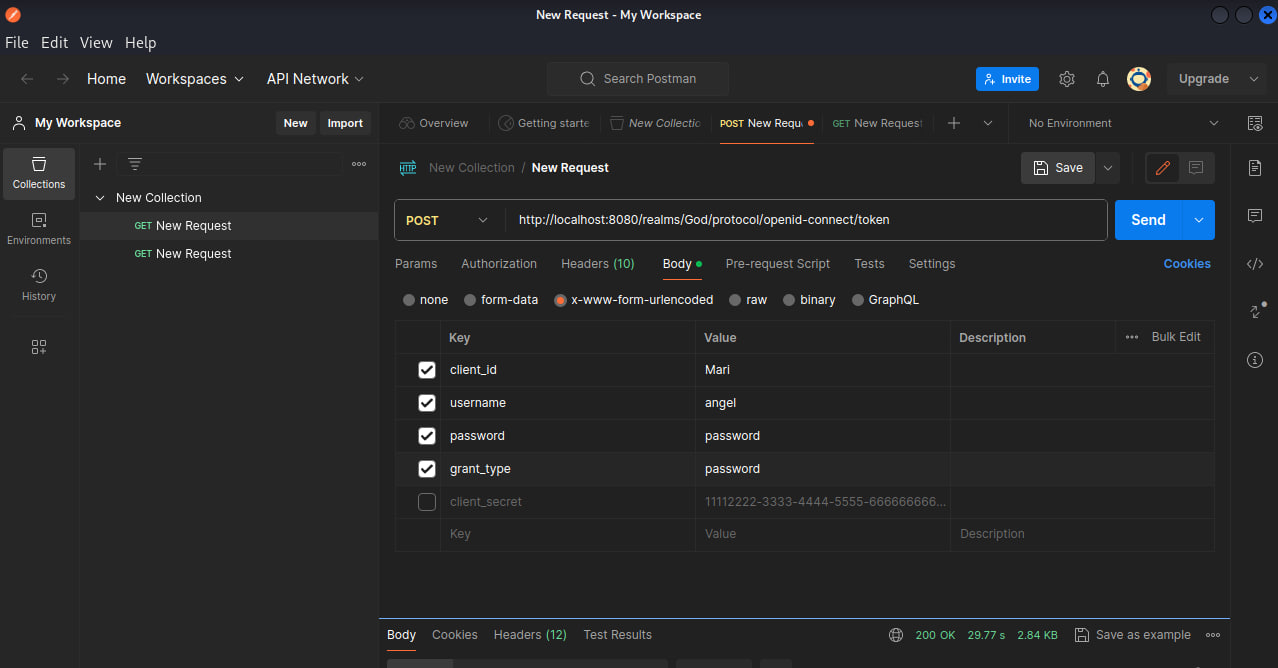 New Request - My Workspace
File Edit View Help
Home Workspaces API Network Search Postman Invite Upgrade
My Workspace New Import Overview Getting starte New Collectio POST New Requ GET New Request No Environment
Collections
Environments
History
New Collection
GET New Request
GET New Request
HTTP New Collection / New Request Save
POST http://localhost:8080/realms/God/protocol/openid-connect/token Send
Params Authorization Headers (10) Body Pre-request Script Tests Settings Cookies
none form-data x-www-form-urlencoded raw binary GraphQL
Key Value Description Bulk Edit
client_id Mari
username angel
password password
grant_type password
client_secret 11112222-3333-4444-5555-666666666...
Key Value Description
Body Cookies Headers (12) Test Results 200 OK 29.77 s 2.84 KB Save as example